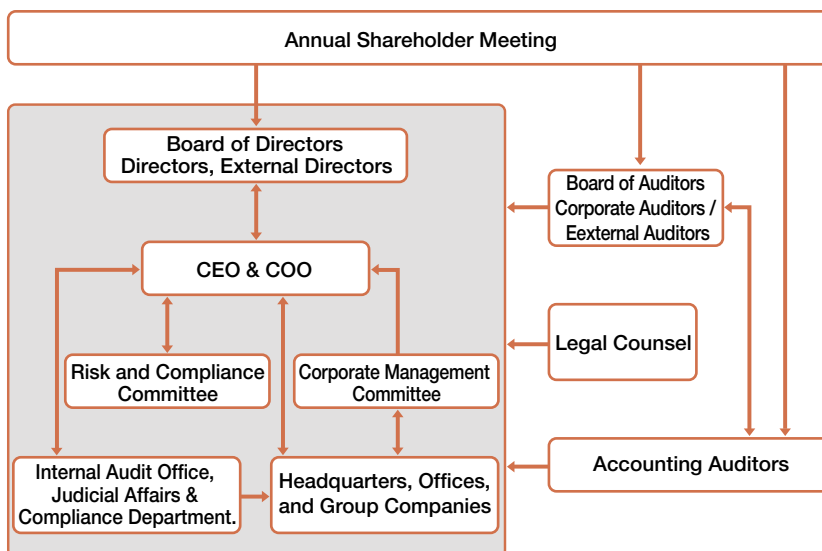 Annual Shareholder Meeting
Board of Directors
Directors, External Directors
Board of Auditors
Corporate Auditors /
Eexternal Auditors
CEO & COO
Legal Counsel
Risk and Compliance
Committee
Corporate Management
Committee
Internal Audit Office,
Judicial Affairs &
Compliance Department.
Headquarters, Offices,
and Group Companies
Accounting Auditors